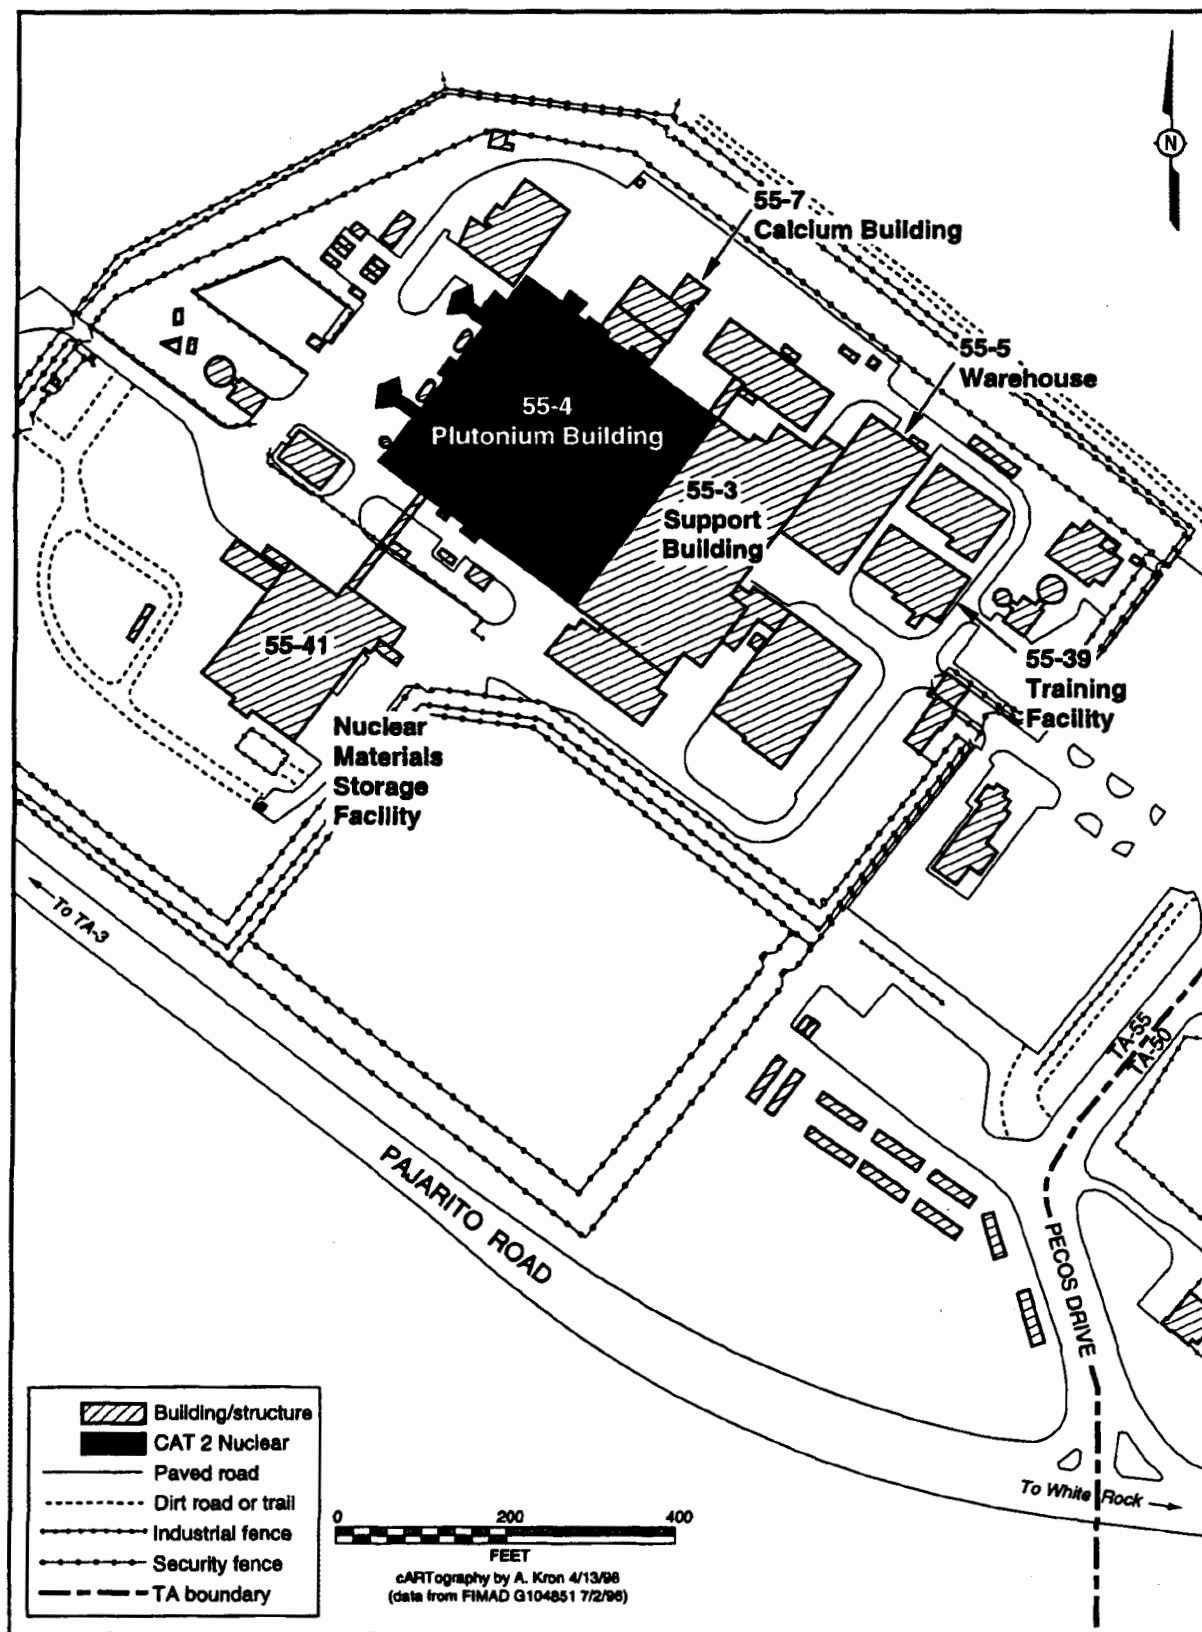 N
55-7
Calcium Building
55-5
Warehouse
55-4
Plutonium Building
55-3
Support
Building
55-41
55-39
Training
Facility
Nuclear
Materials
Storage
Facility
To TA-3
TA-55
TA-50
PAJARITO ROAD
PECOS DRIVE
To White Rock
Building/structure
CAT 2 Nuclear
Paved road
Dirt road or trail
Industrial fence
Security fence
TA boundary
0 200 400
FEET
cARTography by A. Kron 4/13/98
(data from FIMAD G104851 7/2/96)